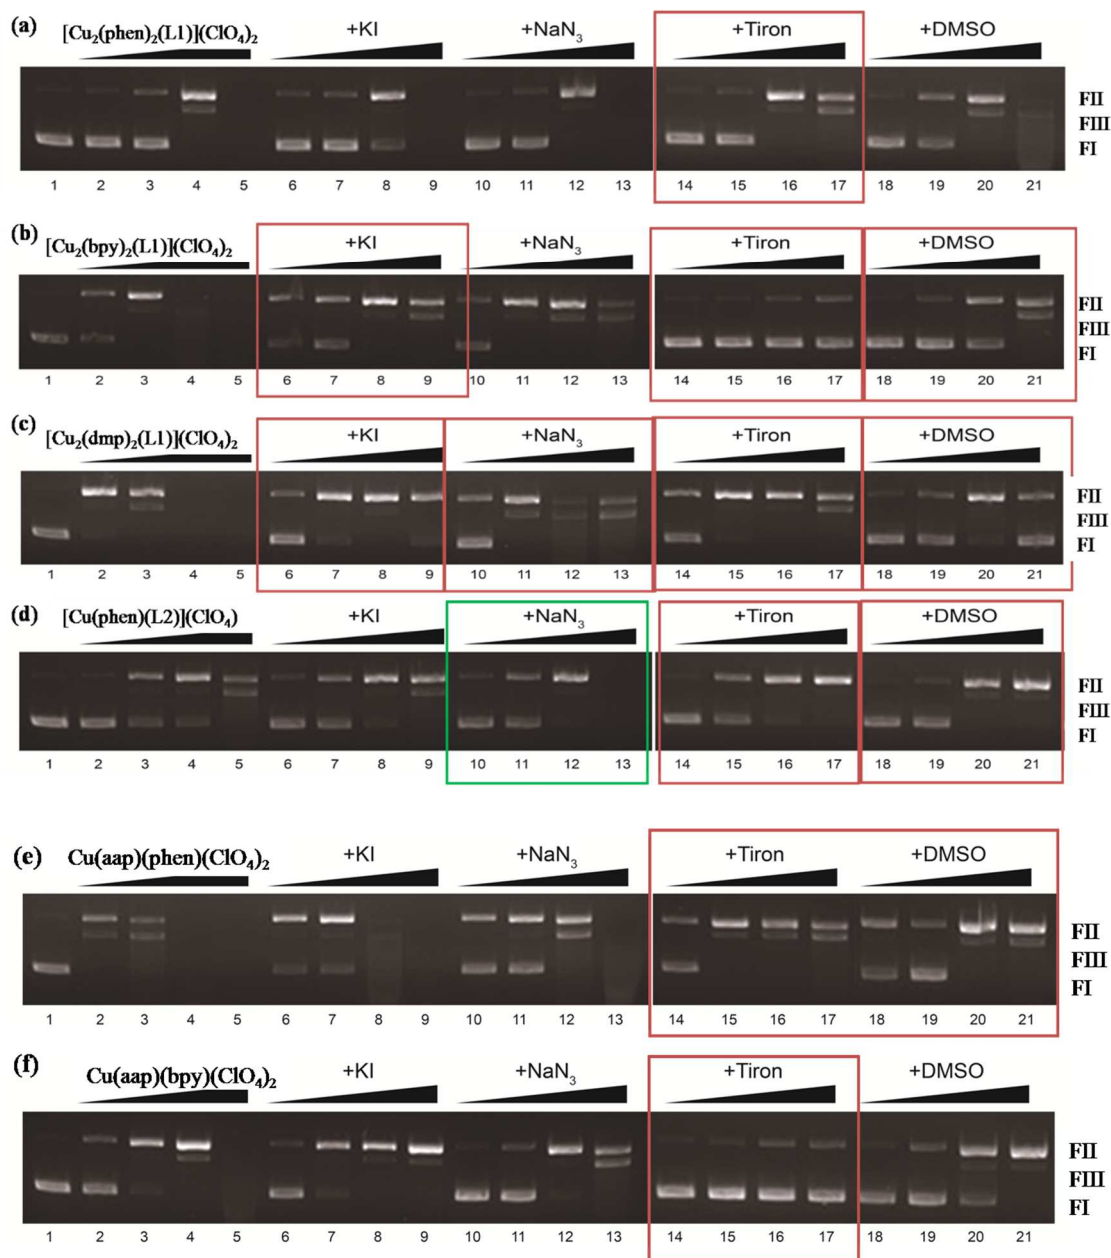 (a) [Cu₂(phen)₂(L1)](ClO₄)₂ +KI +NaN₃ +Tiron +DMSO
FII
FIII
FI
1 2 3 4 5 6 7 8 9 10 11 12 13 14 15 16 17 18 19 20 21
(b) [Cu₂(bpy)₂(L1)](ClO₄)₂ +KI +NaN₃ +Tiron +DMSO
FII
FIII
FI
1 2 3 4 5 6 7 8 9 10 11 12 13 14 15 16 17 18 19 20 21
(c) [Cu₂(dmp)₂(L1)](ClO₄)₂ +KI +NaN₃ +Tiron +DMSO
FII
FIII
FI
1 2 3 4 5 6 7 8 9 10 11 12 13 14 15 16 17 18 19 20 21
(d) [Cu(phen)(L2)](ClO₄) +KI +NaN₃ +Tiron +DMSO
FII
FIII
FI
1 2 3 4 5 6 7 8 9 10 11 12 13 14 15 16 17 18 19 20 21
(e) Cu(aap)(phen)(ClO₄)₂ +KI +NaN₃ +Tiron +DMSO
FII
FIII
FI
1 2 3 4 5 6 7 8 9 10 11 12 13 14 15 16 17 18 19 20 21
(f) Cu(aap)(bpy)(ClO₄)₂ +KI +NaN₃ +Tiron +DMSO
FII
FIII
FI
1 2 3 4 5 6 7 8 9 10 11 12 13 14 15 16 17 18 19 20 21